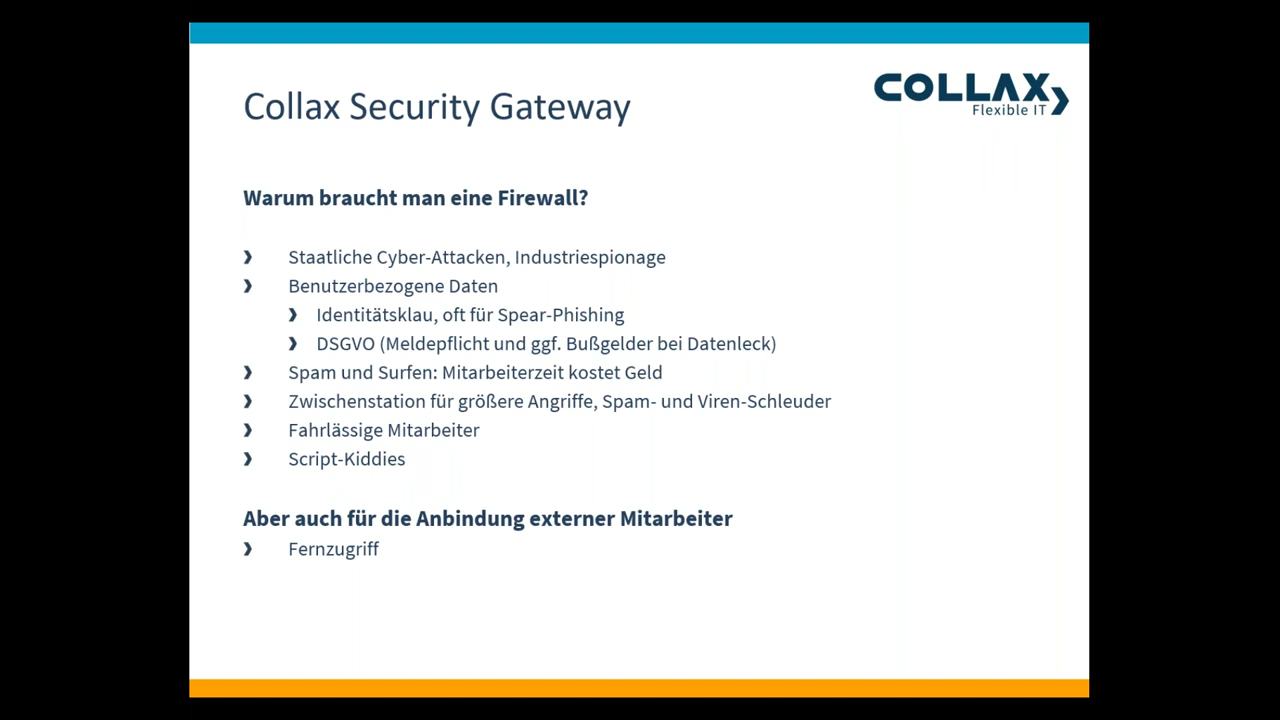 COLLAX
Flexible IT
Collax Security Gateway
Warum braucht man eine Firewall?
Staatliche Cyber-Attacken, Industriespionage
Benutzerbezogene Daten
Identitätsklau, oft für Spear-Phishing
DSGVO (Meldepflicht und ggf. Bußgelder bei Datenleck)
Spam und Surfen: Mitarbeiterzeit kostet Geld
Zwischenstation für größere Angriffe, Spam- und Viren-Schleuder
Fahrlässige Mitarbeiter
Script-Kiddies
Aber auch für die Anbindung externer Mitarbeiter
Fernzugriff